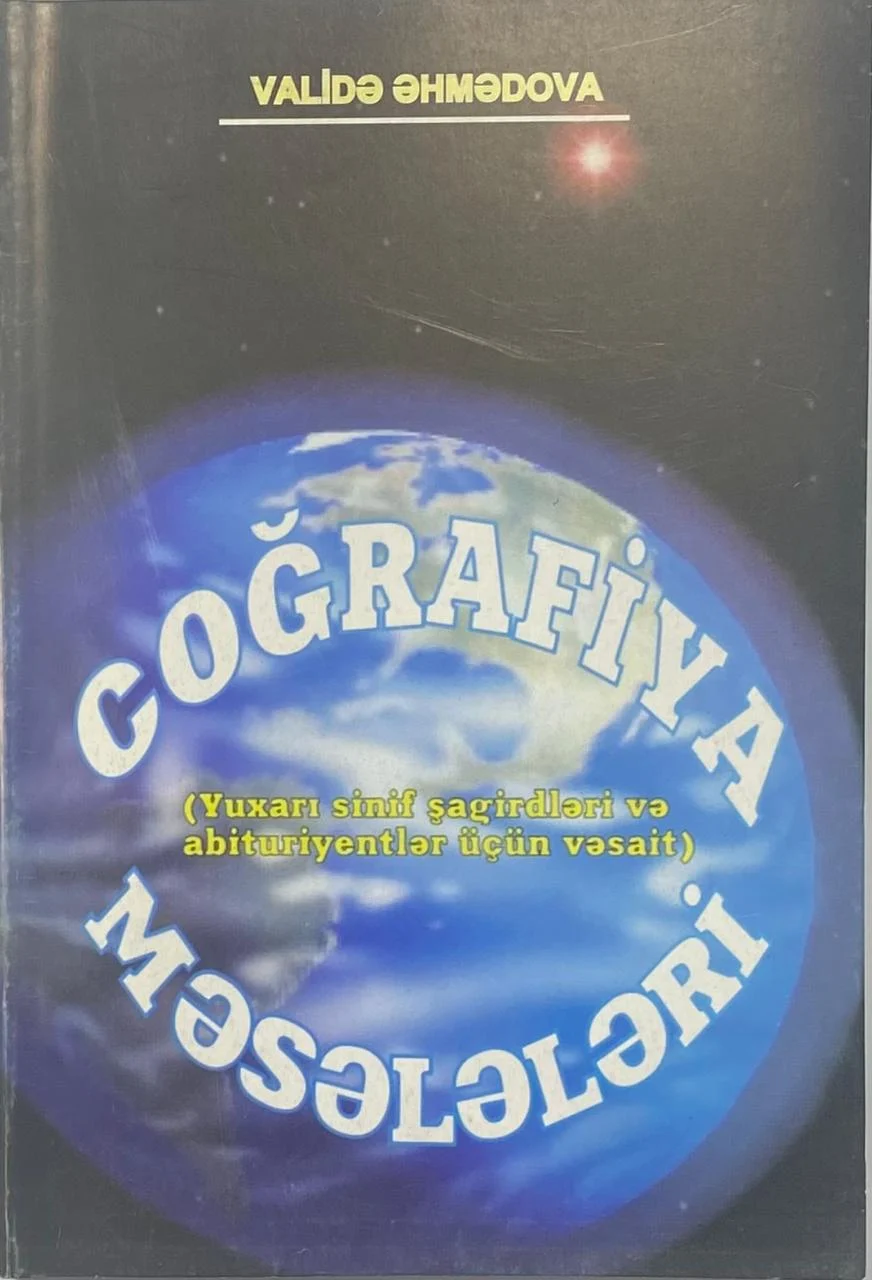 VALİDƏ ƏHMƏDOVA
COĞRAFİYA
(Yuxarı sinif şagirdləri və
abituriyentlər üçün vəsait)
MƏSƏLƏLƏRİ